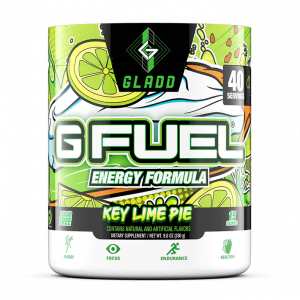 GLADD
40
SERVINGS
G FUEL
ENERGY FORMULA
KEY LIME PIE
CONTAINS NATURAL AND ARTIFICIAL FLAVORS
DIETARY SUPPLEMENT / NET WT. 9.8 OZ (280 g)
ENERGY
FOCUS
ENDURANCE
REACTION